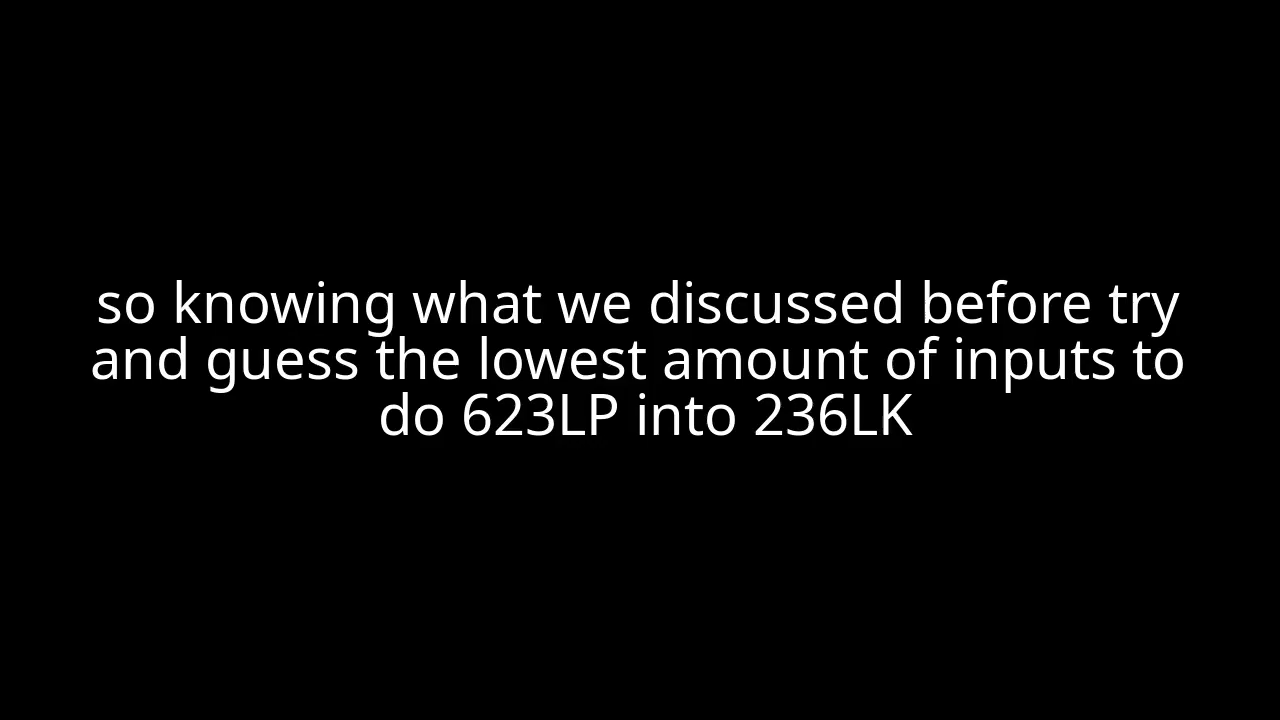 so knowing what we discussed before try
and guess the lowest amount of inputs to
do 623LP into 236LK